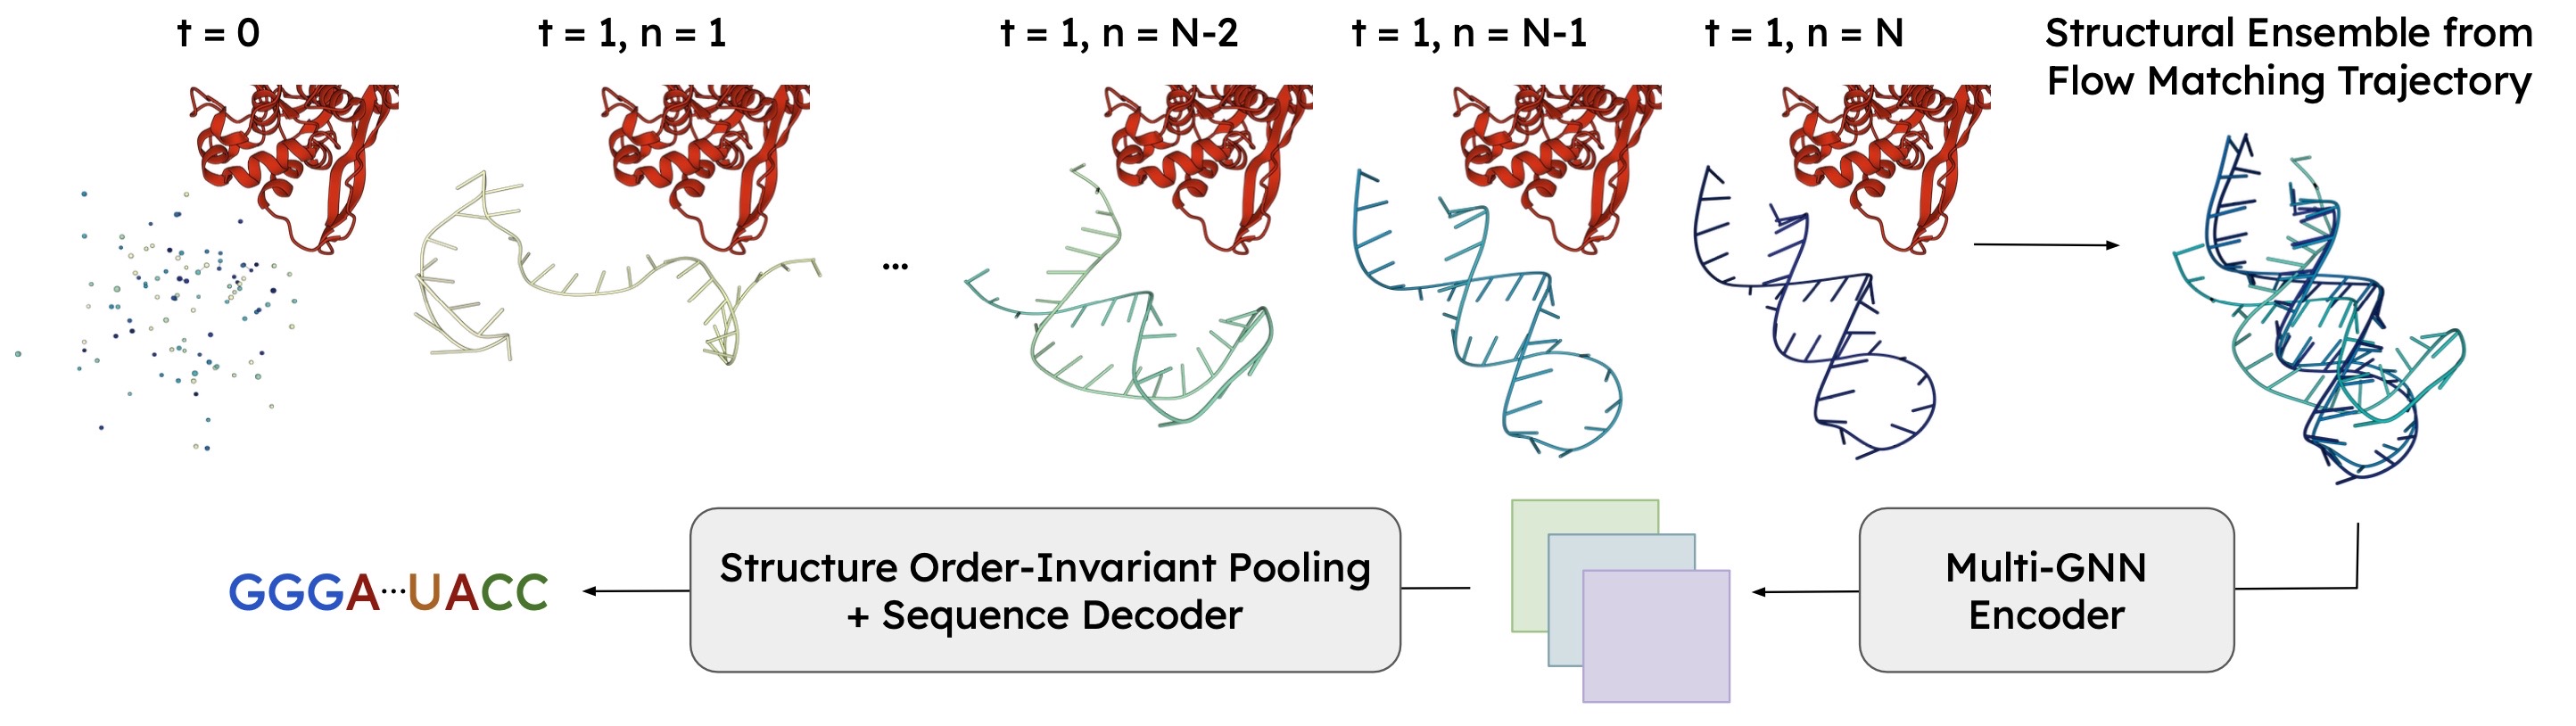 t = 0
t = 1, n = 1
t = 1, n = N-2
t = 1, n = N-1
t = 1, n = N
Structural Ensemble from
Flow Matching Trajectory
...
GGGA...UACC
Structure Order-Invariant Pooling
+ Sequence Decoder
Multi-GNN
Encoder